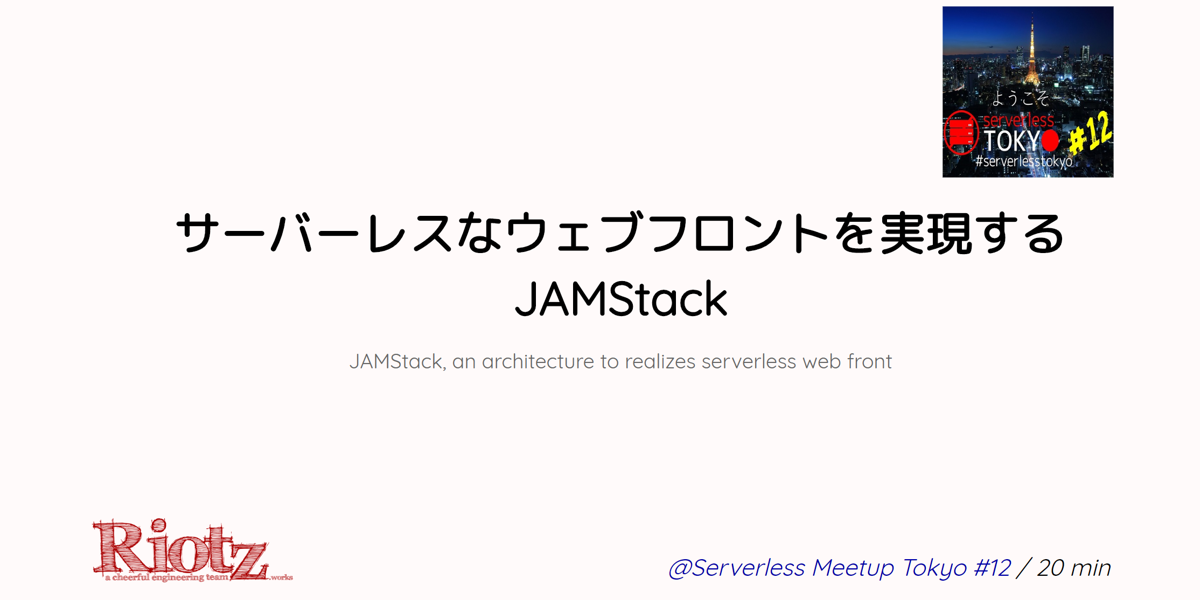 ようこそ
serverless
TOKYO #12
#serverlesstokyo
サーバーレスなウェブフロントを実現する
JAMStack
JAMStack, an architecture to realizes serverless web front
Riotz
a cheerful engineering team .works
@Serverless Meetup Tokyo #12 / 20 min